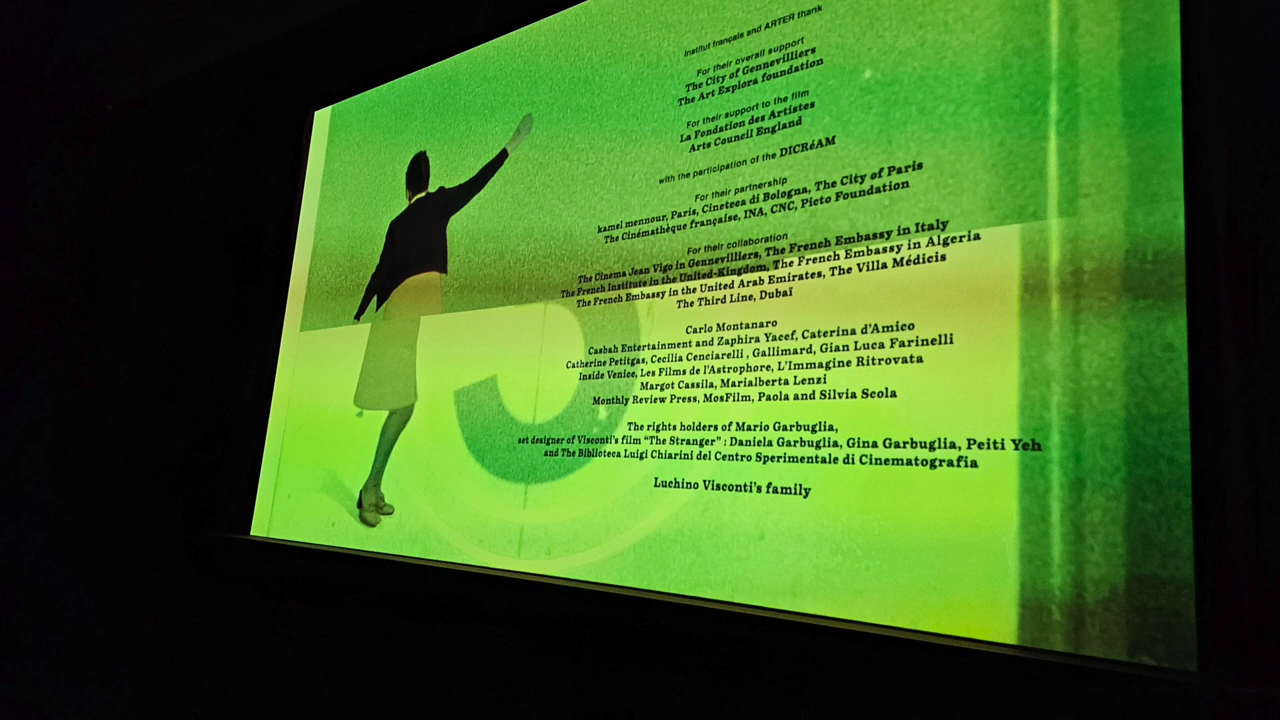 Institut français and ARTER thank
For their overall support
The City of Gennevilliers
The Art Explora foundation
For their support to the film
La Fondation des Artistes
Arts Council England
with the participation of the DICRéAM
For their partnership
kamel mennour, Paris, Cineteca di Bologna, The City of Paris
The Cinémathèque française, INA, CNC, Picto Foundation
For their collaboration
The Cinema Jean Vigo in Gennevilliers, The French Embassy in Italy
The French Institute in the United-Kingdom, The French Embassy in Algeria
The French Embassy in the United Arab Emirates, The Villa Médicis
The Third Line, Dubaï
Carlo Montanaro
Casbah Entertainment and Zaphira Yacef, Caterina d'Amico
Catherine Petitgas, Cecilia Cenciarelli , Gallimard, Gian Luca Farinelli
Inside Venice, Les Films de l'Astrophore, L'Immagine Ritrovata
Margot Cassila, Marialberta Lenzi
Monthly Review Press, MosFilm, Paola and Silvia Scola
The rights holders of Mario Garbuglia,
set designer of Visconti's film "The Stranger" : Daniela Garbuglia, Gina Garbuglia, Peiti Yeh
and The Biblioteca Luigi Chiarini del Centro Sperimentale di Cinematografia
Luchino Visconti's family